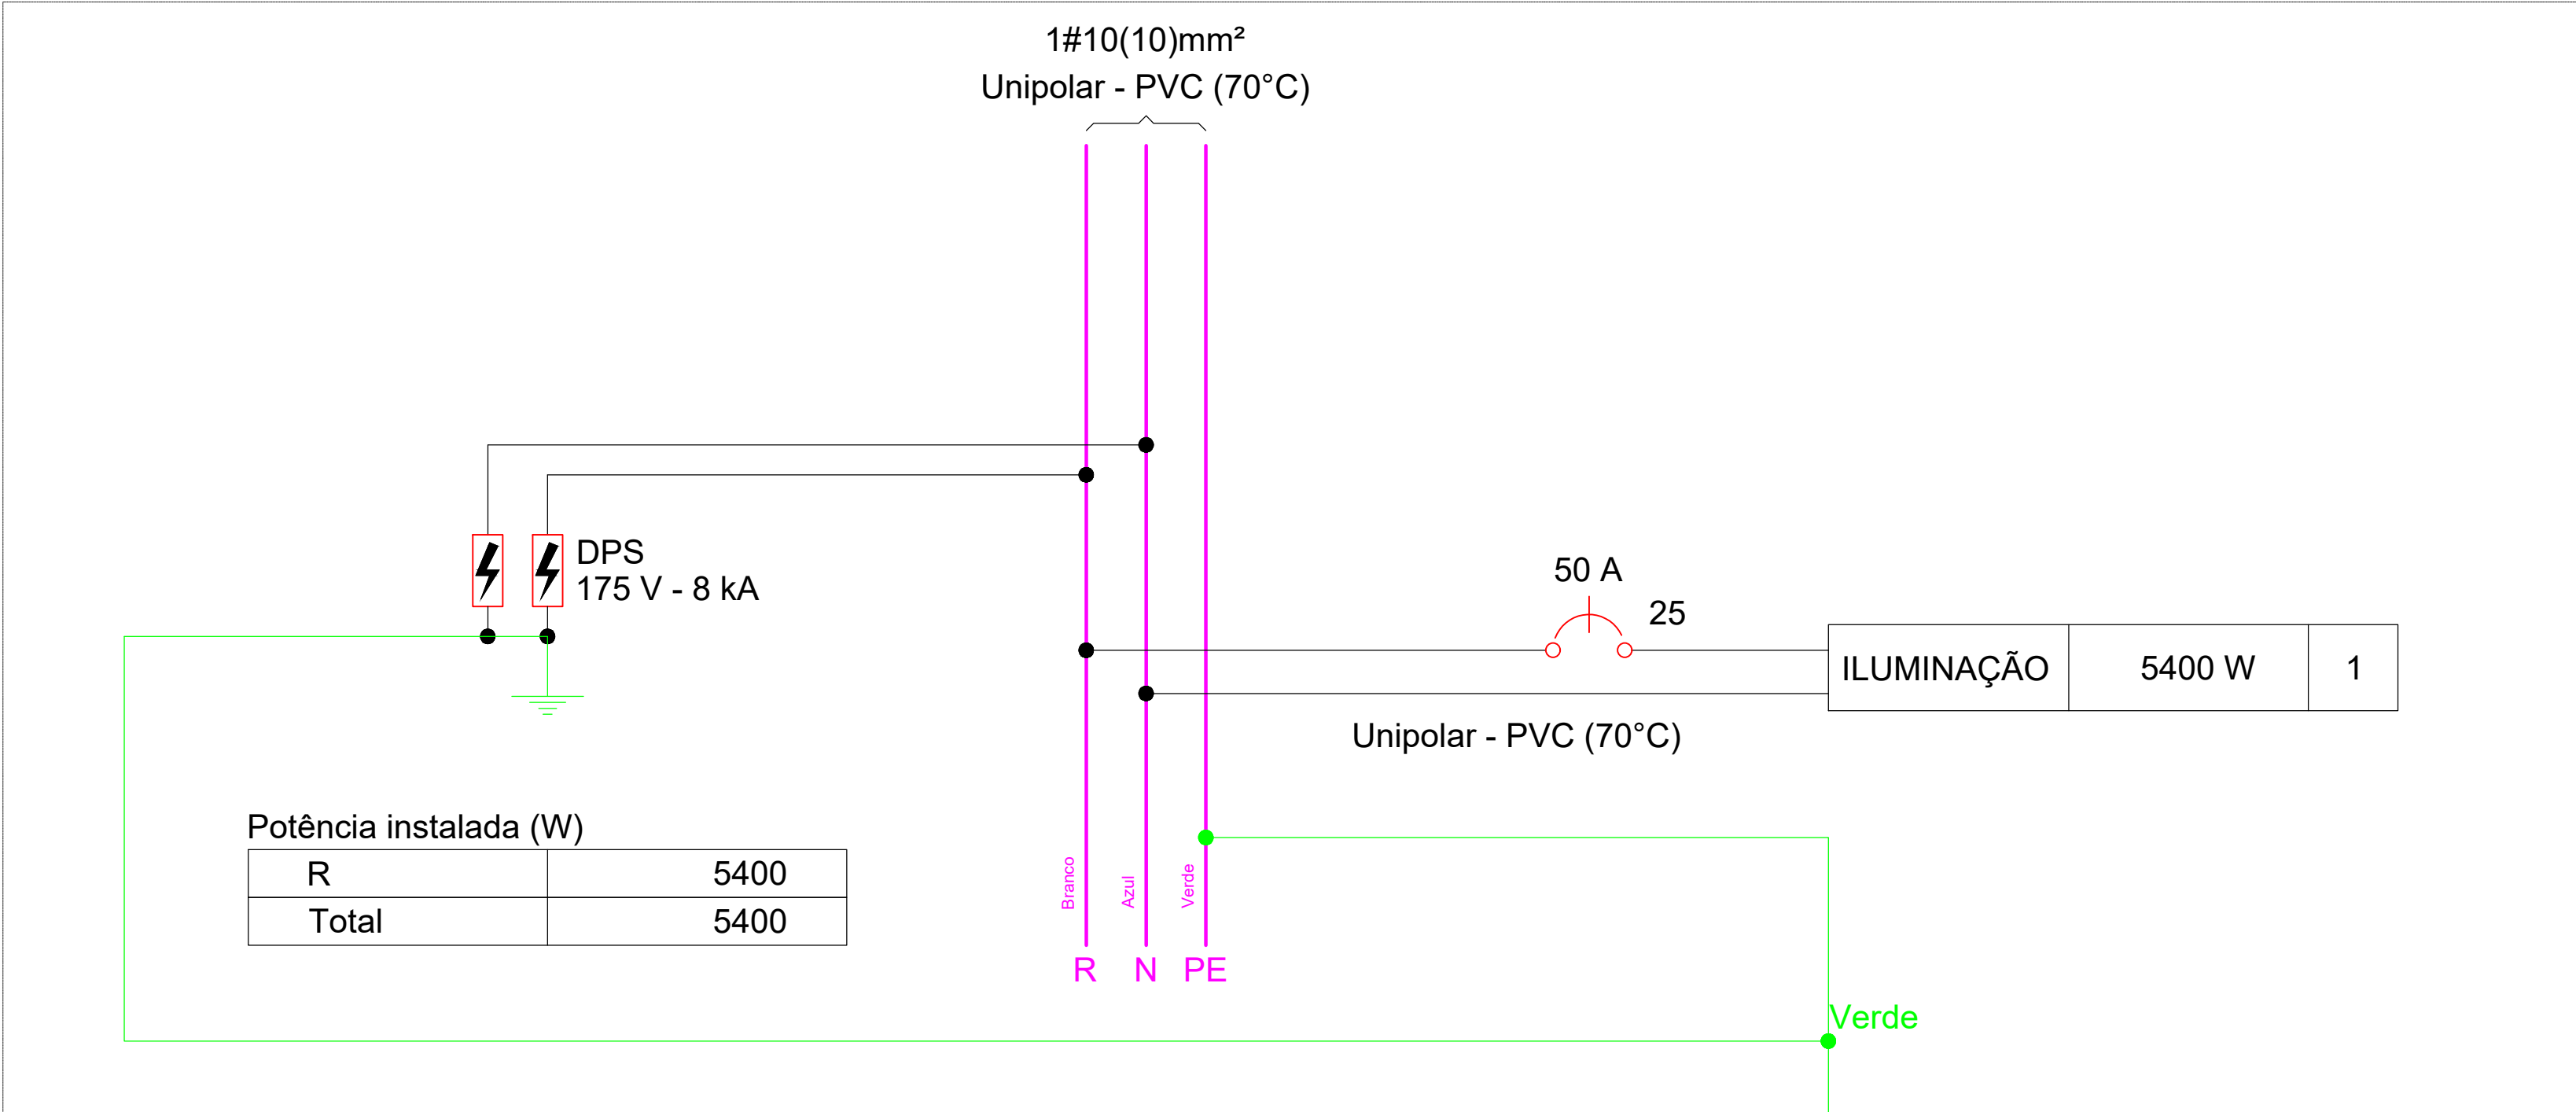 1#10(10)mm²
Unipolar - PVC (70°C)
DPS
175 V - 8 kA
50 A
25
ILUMINAÇÃO 5400 W 1
Unipolar - PVC (70°C)
Potência instalada (W)
R 5400
Total 5400
Branco
Azul
Verde
R N PE
Verde